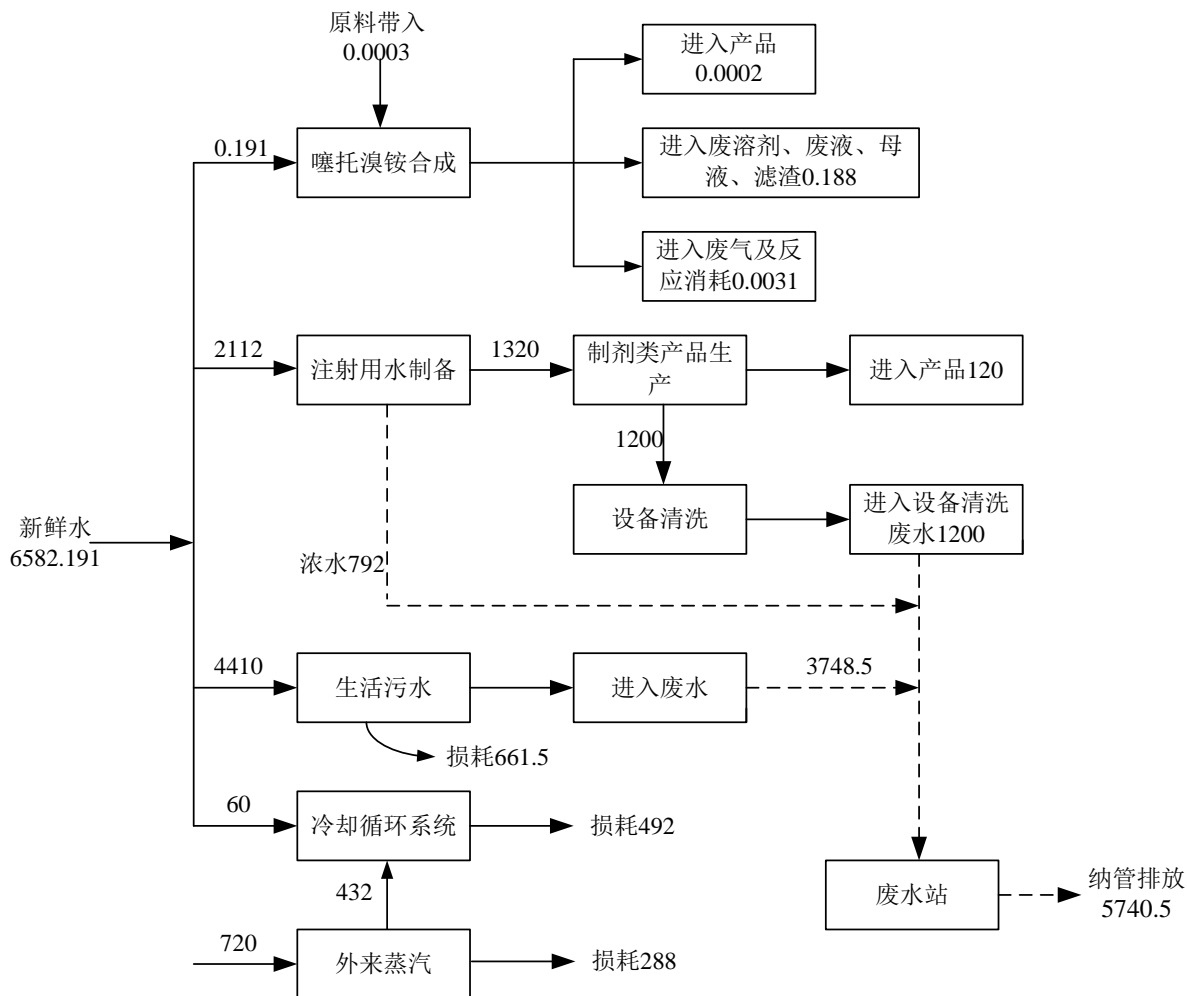 原料带入
0.0003
进入产品
0.0002
0.191
噻托溴铵合成
进入废溶剂、废液、母
液、滤渣0.188
进入废气及反
应消耗0.0031
2112
注射用水制备
1320
制剂类产品生
产
进入产品120
1200
设备清洗
进入设备清洗
废水1200
新鲜水
6582.191
浓水792
4410
生活污水
进入废水
3748.5
损耗661.5
60
冷却循环系统
损耗492
432
废水站
纳管排放
5740.5
720
外来蒸汽
损耗288